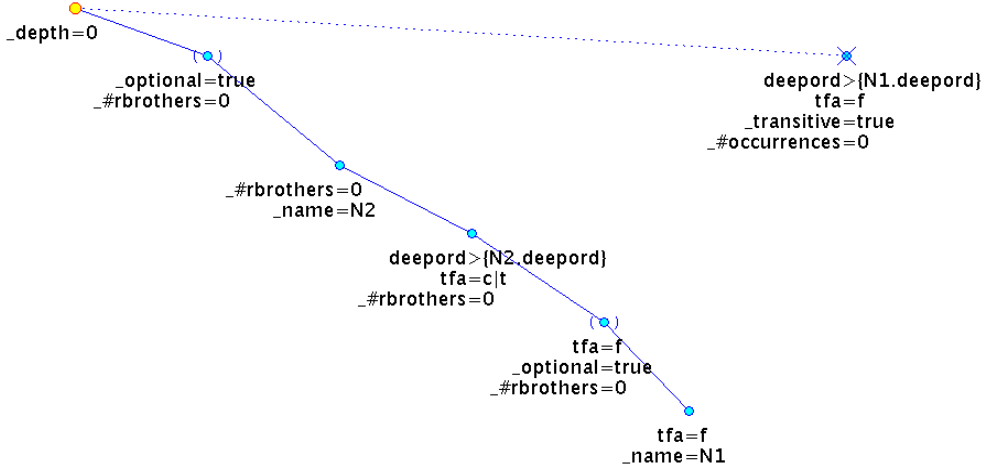 _depth=0
( )
_optional=true
_#rbrothers=0
deepord>{N1.deepord}
tfa=f
_transitive=true
_#occurrences=0
_#rbrothers=0
_name=N2
deepord>{N2.deepord}
tfa=c|t
_#rbrothers=0
( )
tfa=f
_optional=true
_#rbrothers=0
tfa=f
_name=N1